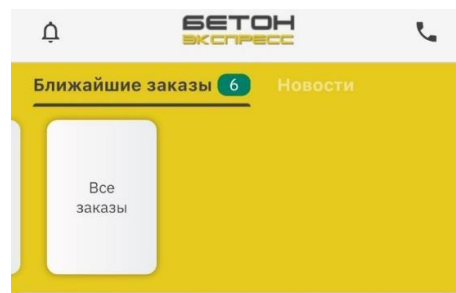 БЕТОН
ЭКСПРЕСС
Ближайшие заказы 6 Новости
Все
заказы